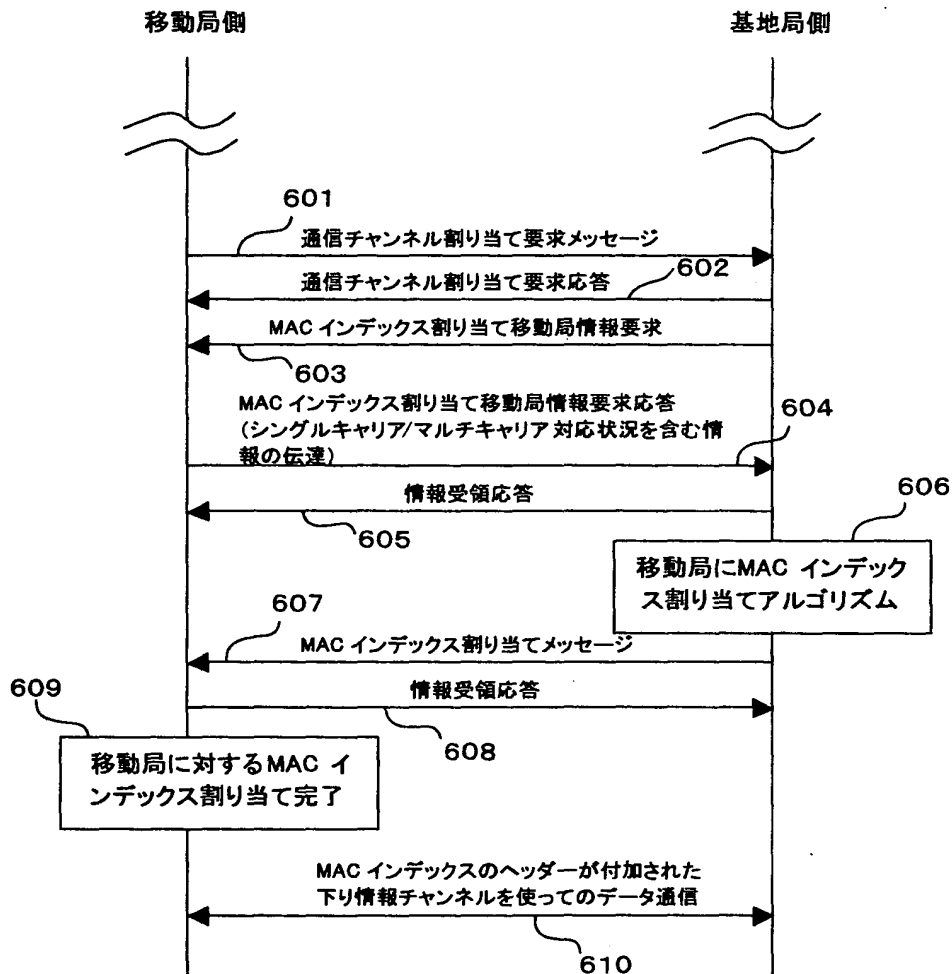 移動局側
基地局側
601
通信チャンネル割り当て要求メッセージ
602
通信チャンネル割り当て要求応答
MAC インデックス割り当て移動局情報要求
603
MAC インデックス割り当て移動局情報要求応答
(シングルキャリア/マルチキャリア 対応状況を含む情
報の伝達)
604
情報受領応答
605
606
移動局にMAC インデック
ス割り当てアルゴリズム
607
MAC インデックス割り当てメッセージ
609
情報受領応答
608
移動局に対するMAC イ
ンデックス割り当て完了
MAC インデックスのヘッダーが付加された
下り情報チャンネルを使ってのデータ通信
610